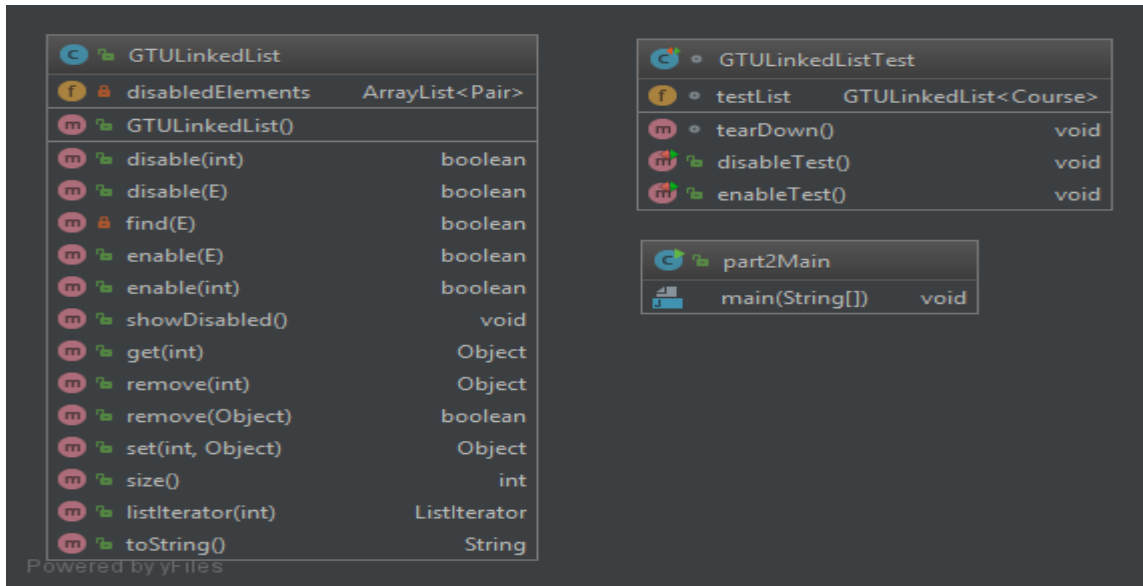 GTULinkedList
disabledElements ArrayList<Pair>
GTULinkedList()
disable(int) boolean
disable(E) boolean
find(E) boolean
enable(E) boolean
enable(int) boolean
showDisabled() void
get(int) Object
remove(int) Object
remove(Object) boolean
set(int, Object) Object
size() int
listIterator(int) ListIterator
toString() String
Powered by yFiles
GTULinkedListTest
testList GTULinkedList<Course>
tearDown() void
disableTest() void
enableTest() void
part2Main
main(String[]) void